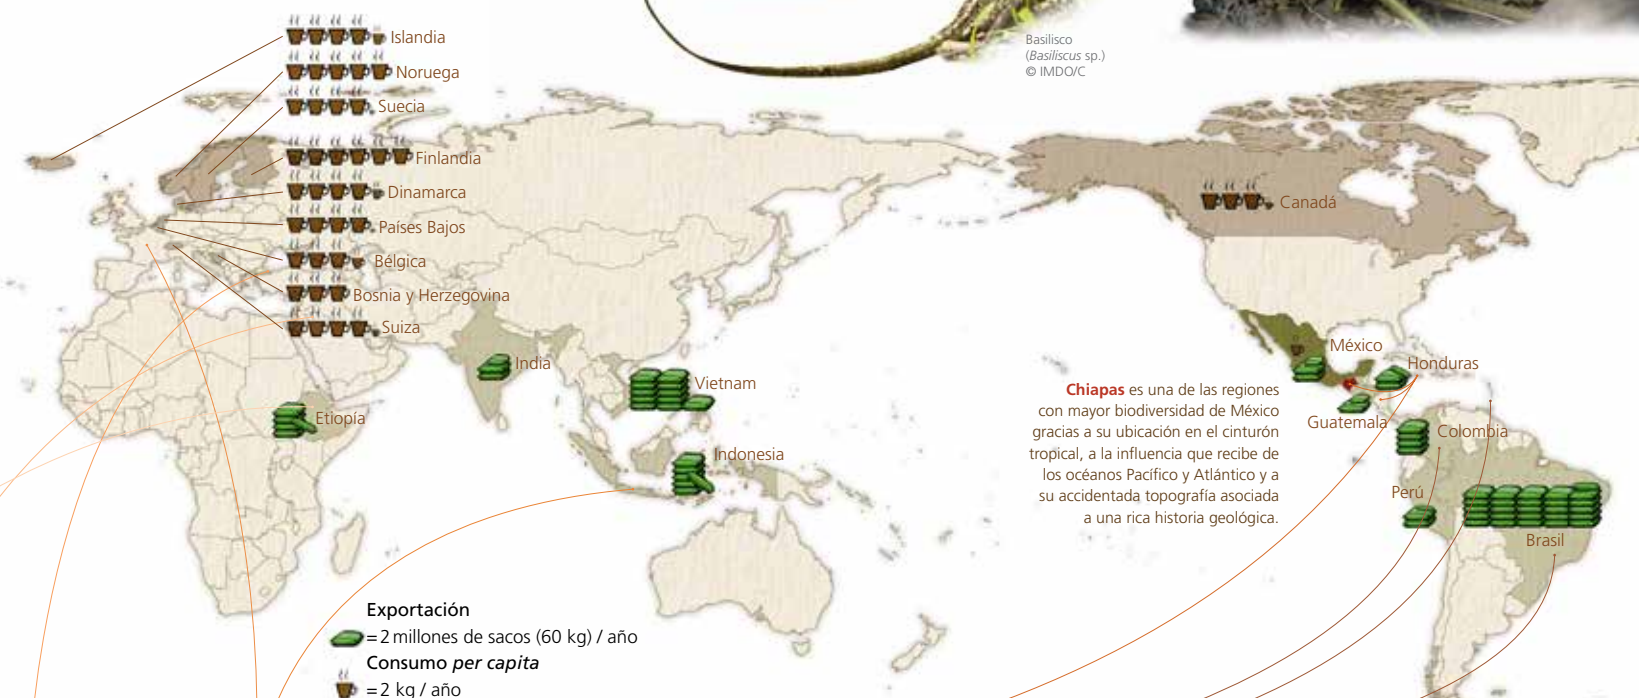 Basilisco
(Basiliscus sp.)
© IMDO/C
Islandia
Noruega
Suecia
Finlandia
Dinamarca
Países Bajos
Bélgica
Bosnia y Herzegovina
Suiza
Canadá
India
Vietnam
Etiopía
Indonesia
México
Honduras
Guatemala
Colombia
Perú
Brasil
Chiapas es una de las regiones
con mayor biodiversidad de México
gracias a su ubicación en el cinturón
tropical, a la influencia que recibe de
los océanos Pacífico y Atlántico y a
su accidentada topografía asociada
a una rica historia geológica.
Exportación
= 2 millones de sacos (60 kg) / año
Consumo per capita
= 2 kg / año